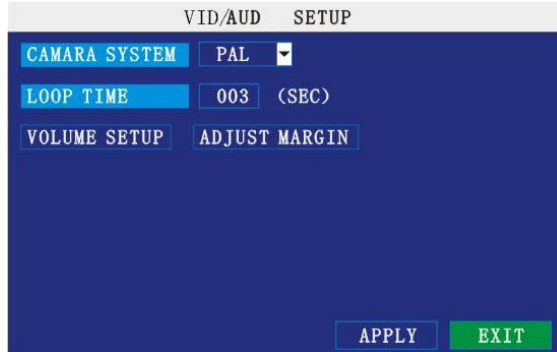 VID/AUD SETUP
CAMARA SYSTEM PAL
LOOP TIME 003 (SEC)
VOLUME SETUP ADJUST MARGIN
APPLY EXIT